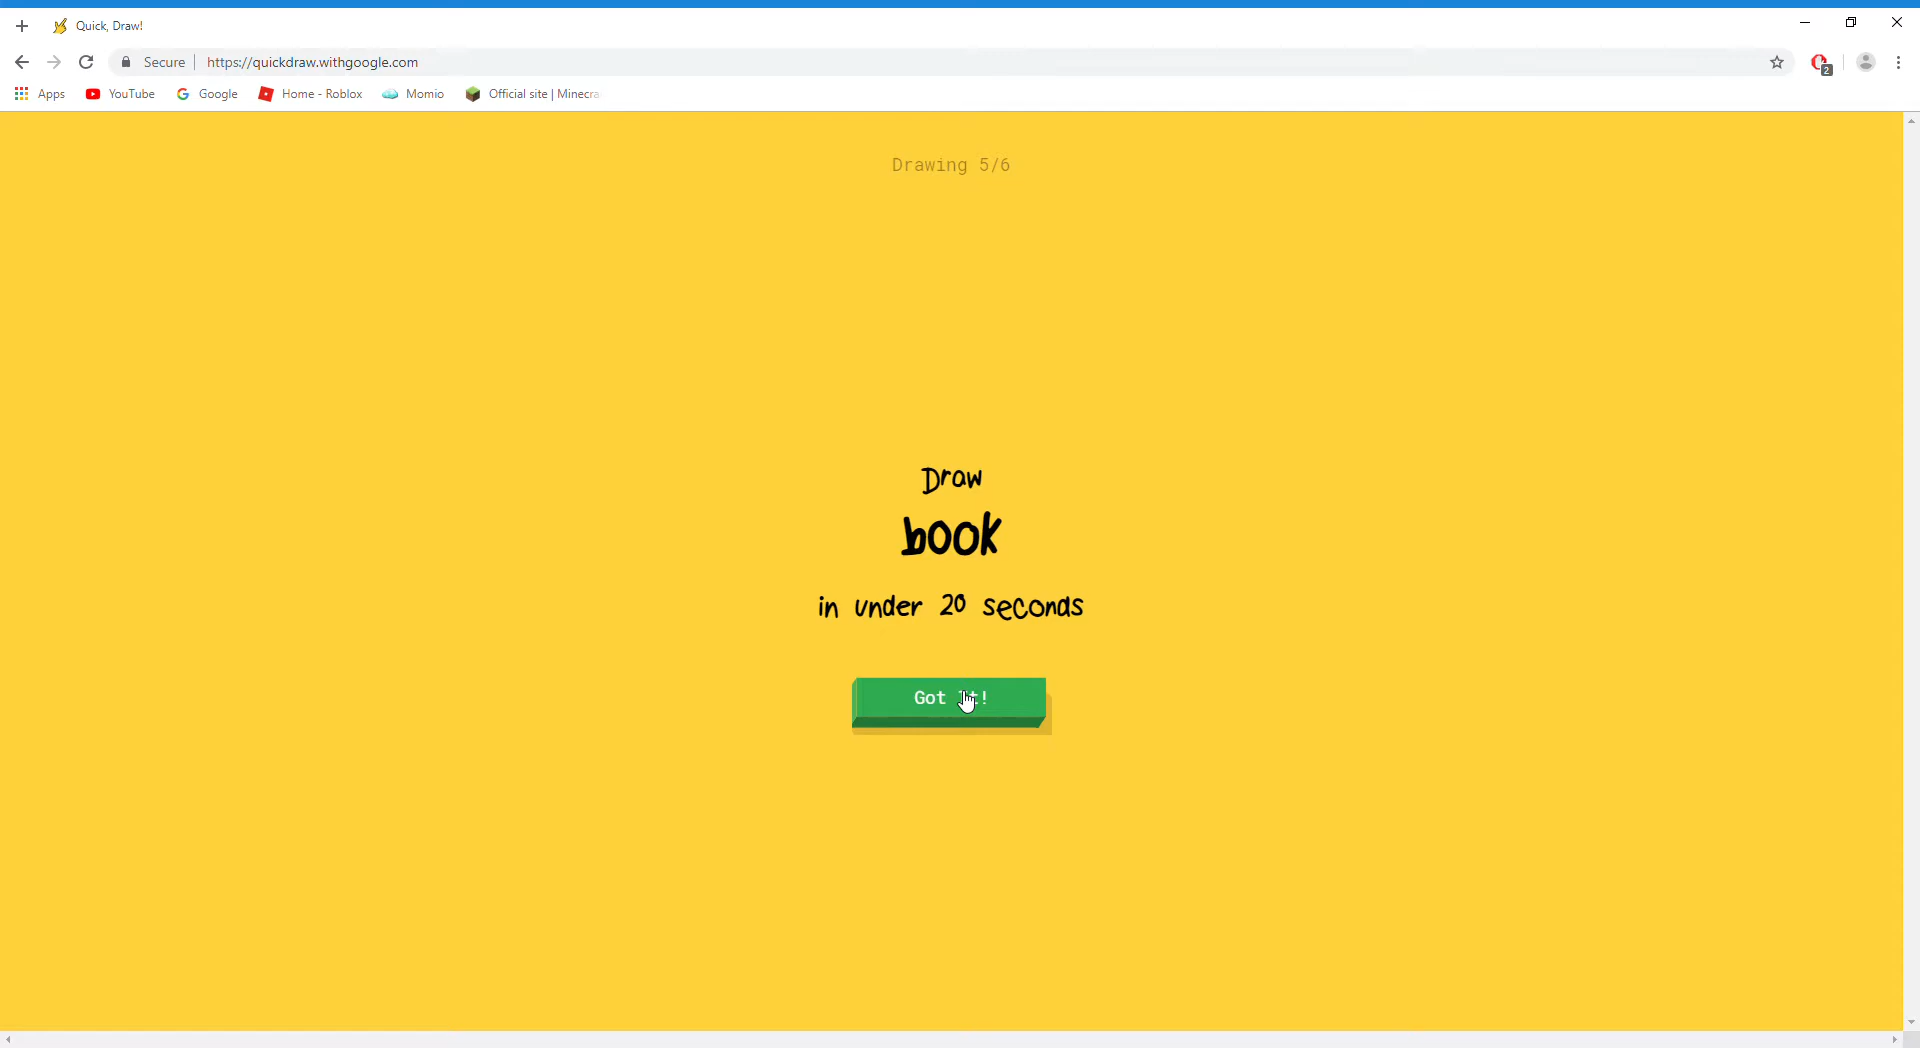 Quick, Draw!
Secure https://quickdraw.withgoogle.com
2
Apps YouTube Google Home - Roblox Momio Official site | Minecra
Drawing 5/6
Draw
book
in under 20 seconds
Got it!